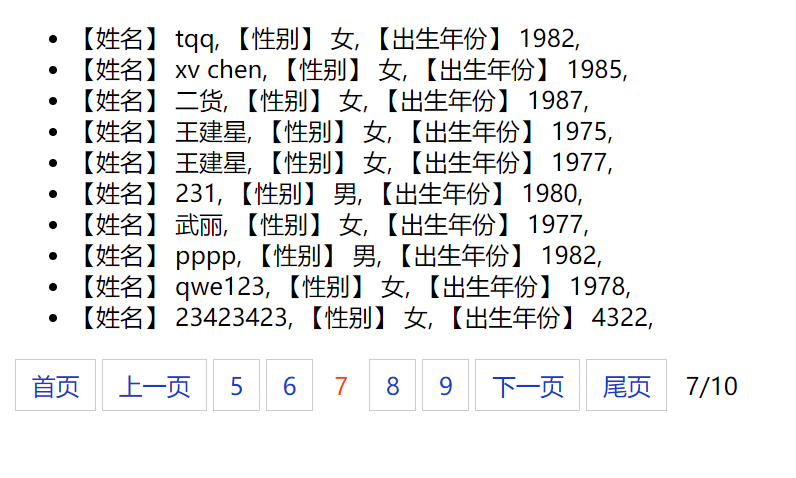 【姓名】 tqq, 【性别】 女, 【出生年份】 1982,
【姓名】 xv chen, 【性别】 女, 【出生年份】 1985,
【姓名】 二货, 【性别】 女, 【出生年份】 1987,
【姓名】 王建星, 【性别】 女, 【出生年份】 1975,
【姓名】 王建星, 【性别】 女, 【出生年份】 1977,
【姓名】 231, 【性别】 男, 【出生年份】 1980,
【姓名】 武丽, 【性别】 女, 【出生年份】 1977,
【姓名】 pppp, 【性别】 男, 【出生年份】 1982,
【姓名】 qwe123, 【性别】 女, 【出生年份】 1978,
【姓名】 23423423, 【性别】 女, 【出生年份】 4322,
首页 上一页 5 6 7 8 9 下一页 尾页 7/10